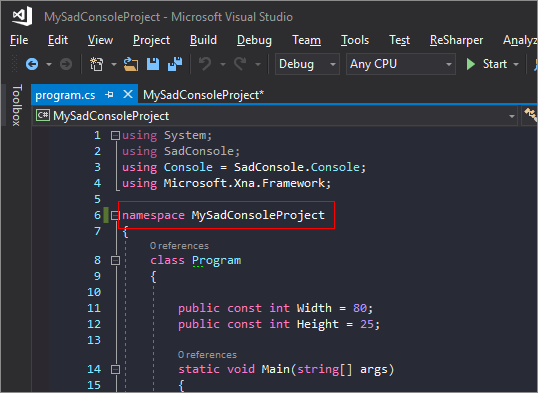 MySadConsoleProject - Microsoft Visual Studio
File Edit View Project Build Debug Team Tools Test ReSharper Analyz
Debug Any CPU Start
Toolbox
program.cs MySadConsoleProject*
C# MySadConsoleProject
1 using System;
2 using SadConsole;
3 using Console = SadConsole.Console;
4 using Microsoft.Xna.Framework;
5
6 namespace MySadConsoleProject
7 {
0 references
8 class Program
9 {
10
11 public const int Width = 80;
12 public const int Height = 25;
13
0 references
14 static void Main(string[] args)
15 {